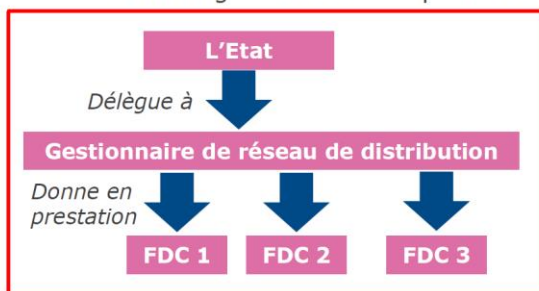 L'Etat
Délègue à
Gestionnaire de réseau de distribution
Donne en
prestation
FDC 1 FDC 2 FDC 3